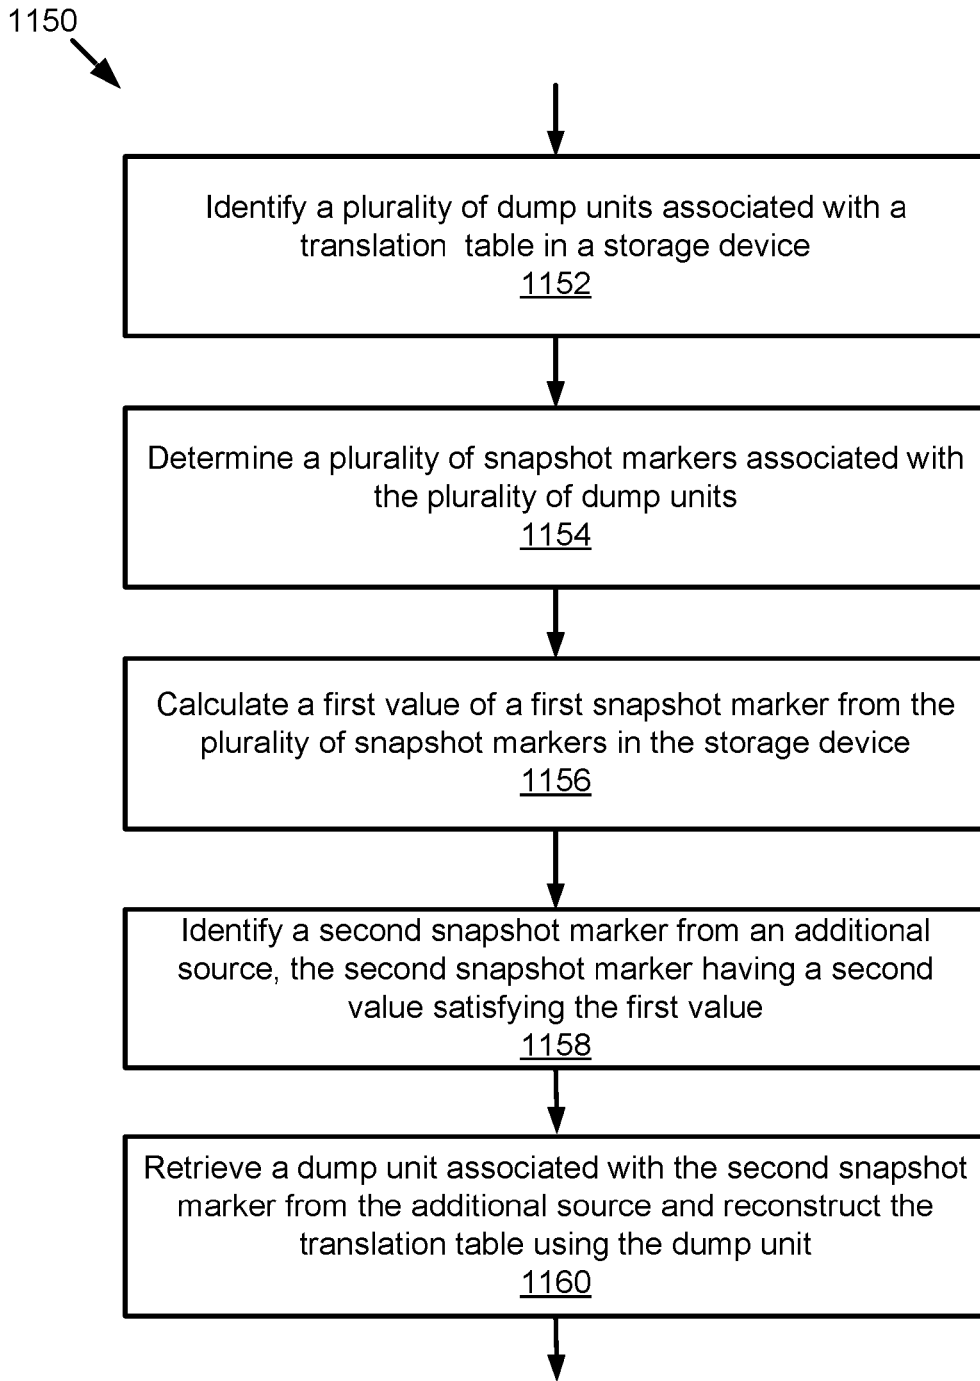 1150
Identify a plurality of dump units associated with a
translation table in a storage device
1152
Determine a plurality of snapshot markers associated with
the plurality of dump units
1154
Calculate a first value of a first snapshot marker from the
plurality of snapshot markers in the storage device
1156
Identify a second snapshot marker from an additional
source, the second snapshot marker having a second
value satisfying the first value
1158
Retrieve a dump unit associated with the second snapshot
marker from the additional source and reconstruct the
translation table using the dump unit
1160